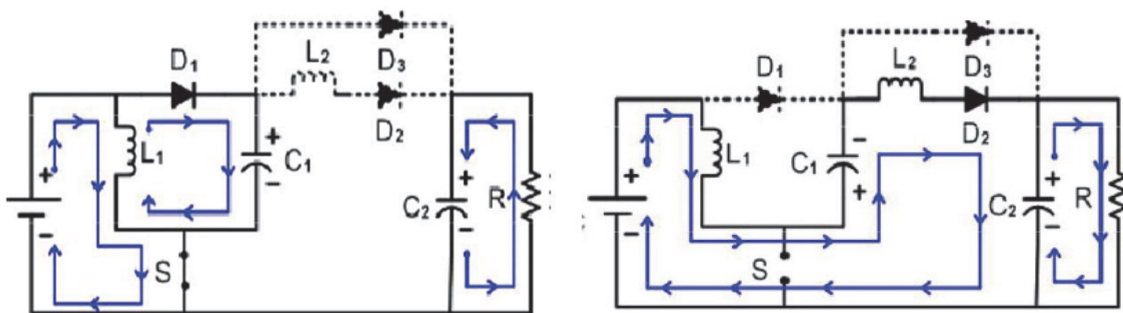 D1
L2
D3
D2
L1
C1
+
−
+
−
C2
+
−
R
S
D1
L2
D3
D2
L1
C1
−
+
+
−
C2
+
−
R
S